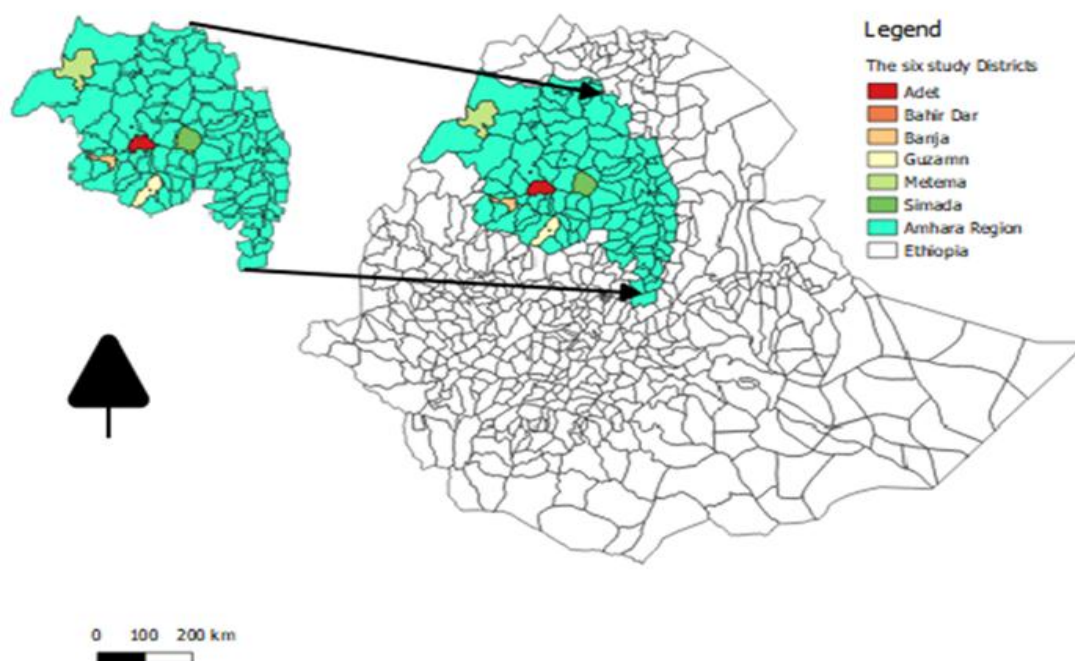 Legend
The six study Districts
Adet
Bahir Dar
Banja
Guzamn
Metema
Simada
Amhara Region
Ethiopia
0 100 200 km